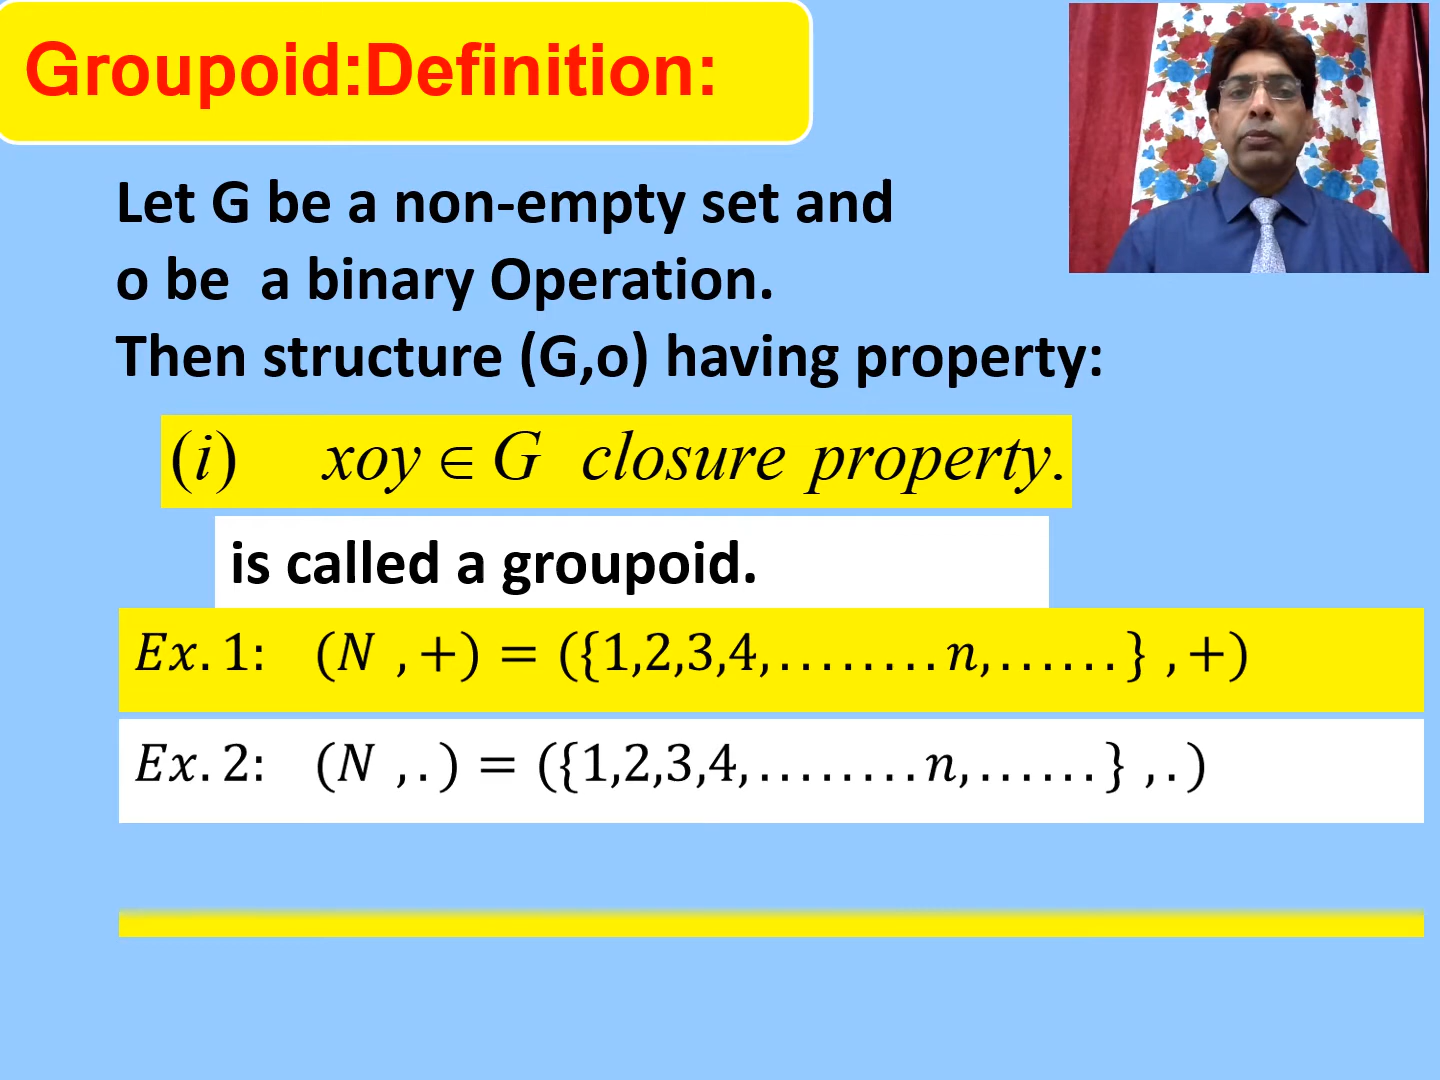 Groupoid:Definition:
Let G be a non-empty set and
o be a binary Operation.
Then structure (G,o) having property:
(i) xoy ∈ G closure property.
is called a groupoid.
Ex. 1: (N , +) = ({1,2,3,4, . . . . . . . . n, . . . . . . } , +)
Ex. 2: (N , . ) = ({1,2,3,4, . . . . . . . . n, . . . . . . } , . )